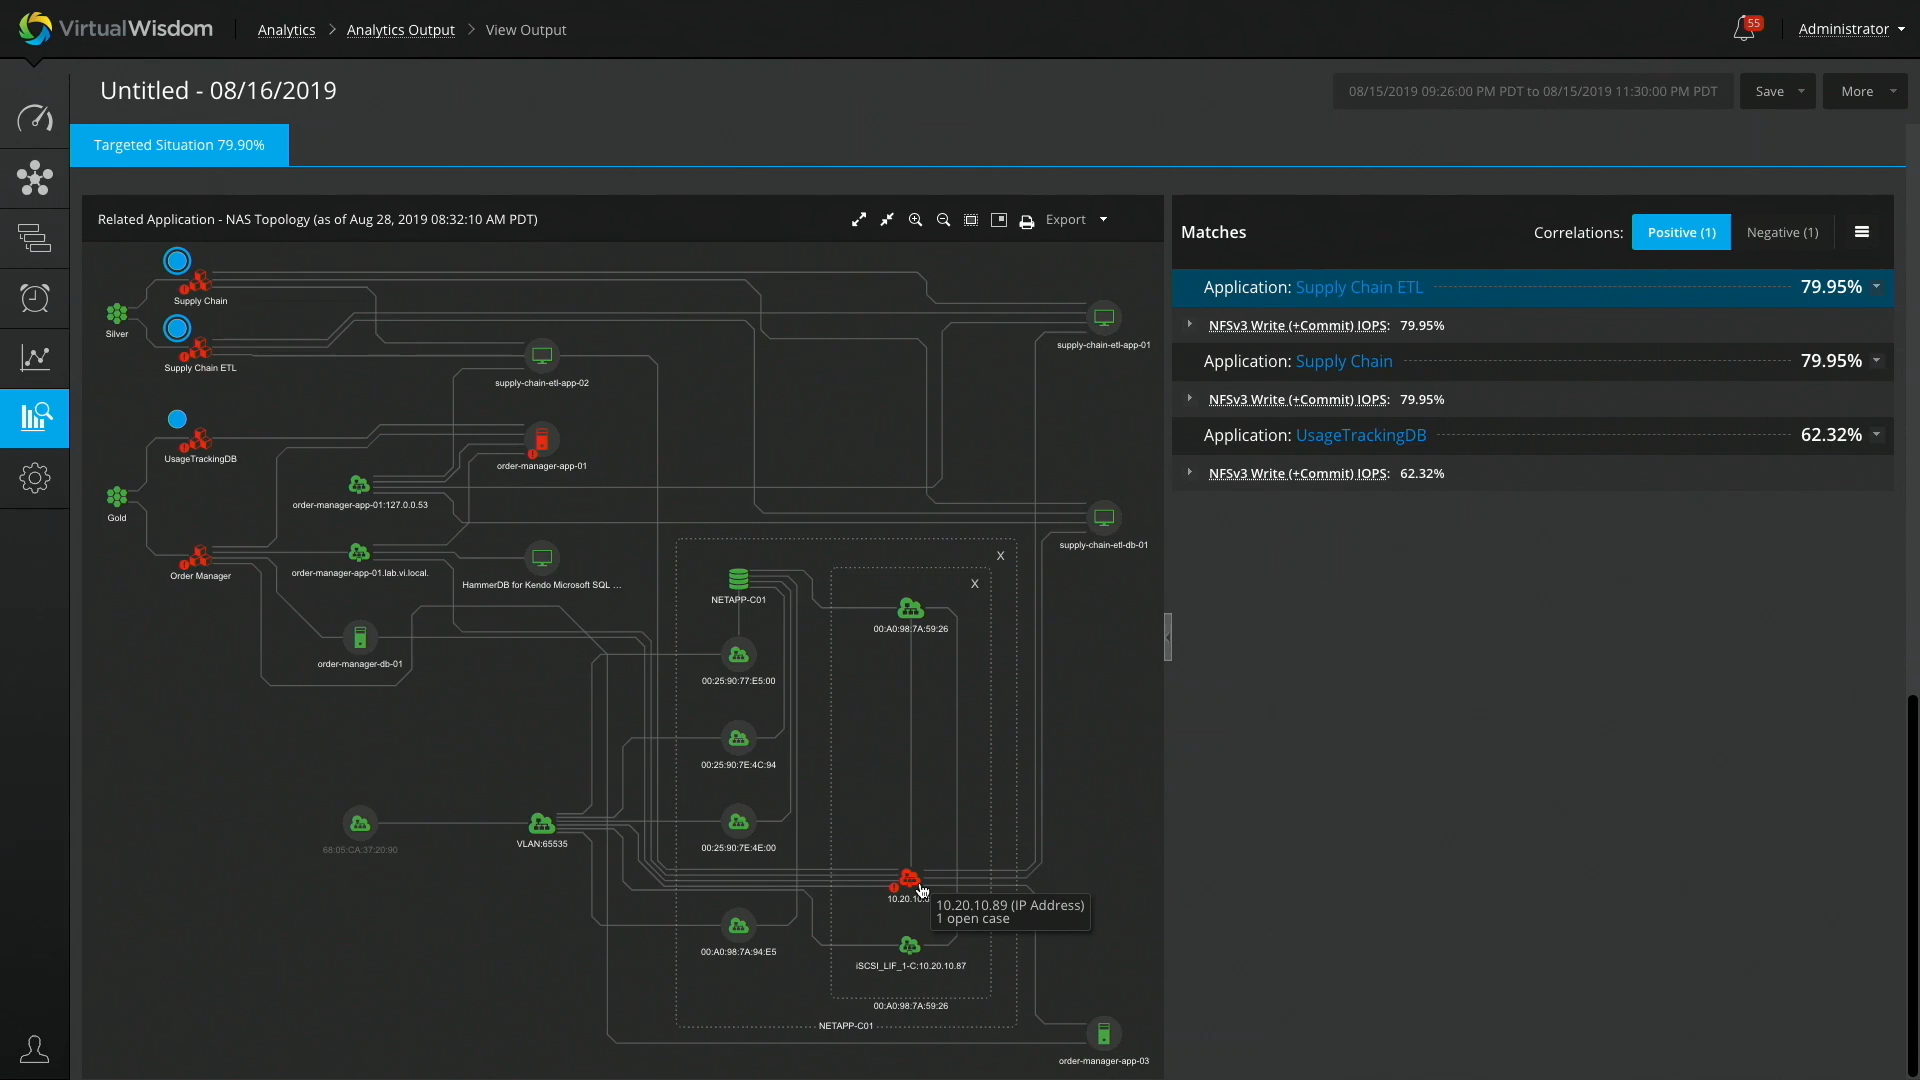 VirtualWisdom
Analytics > Analytics Output > View Output
55
Administrator
Untitled - 08/16/2019
08/15/2019 09:26:00 PM PDT to 08/15/2019 11:30:00 PM PDT
Save
More
Targeted Situation 79.90%
Related Application - NAS Topology (as of Aug 28, 2019 08:32:10 AM PDT)
Export
Supply Chain
Silver
supply-chain-etl-app-01
Supply Chain ETL
supply-chain-etl-app-02
UsageTrackingDB
order-manager-app-01
order-manager-app-01:127.0.0.53
Gold
supply-chain-etl-db-01
X
order-manager-app-01.lab.vi.local.
Order Manager
HammerDB for Kendo Microsoft SQL ...
X
NETAPP-C01
00:A0:98:7A:59:26
order-manager-db-01
00:25:90:77:E5:00
00:25:90:7E:4C:94
68:05:CA:37:20:90
VLAN:65535
00:25:90:7E:4E:00
10.20.10.
10.20.10.89 (IP Address)
1 open case
00:A0:98:7A:94:E5
iSCSI_LIF_1-C:10.20.10.87
00:A0:98:7A:59:26
NETAPP-C01
order-manager-app-03
Matches
Correlations:
Positive (1)
Negative (1)
Application: Supply Chain ETL 79.95%
NFSv3 Write (+Commit) IOPS: 79.95%
Application: Supply Chain 79.95%
NFSv3 Write (+Commit) IOPS: 79.95%
Application: UsageTrackingDB 62.32%
NFSv3 Write (+Commit) IOPS: 62.32%